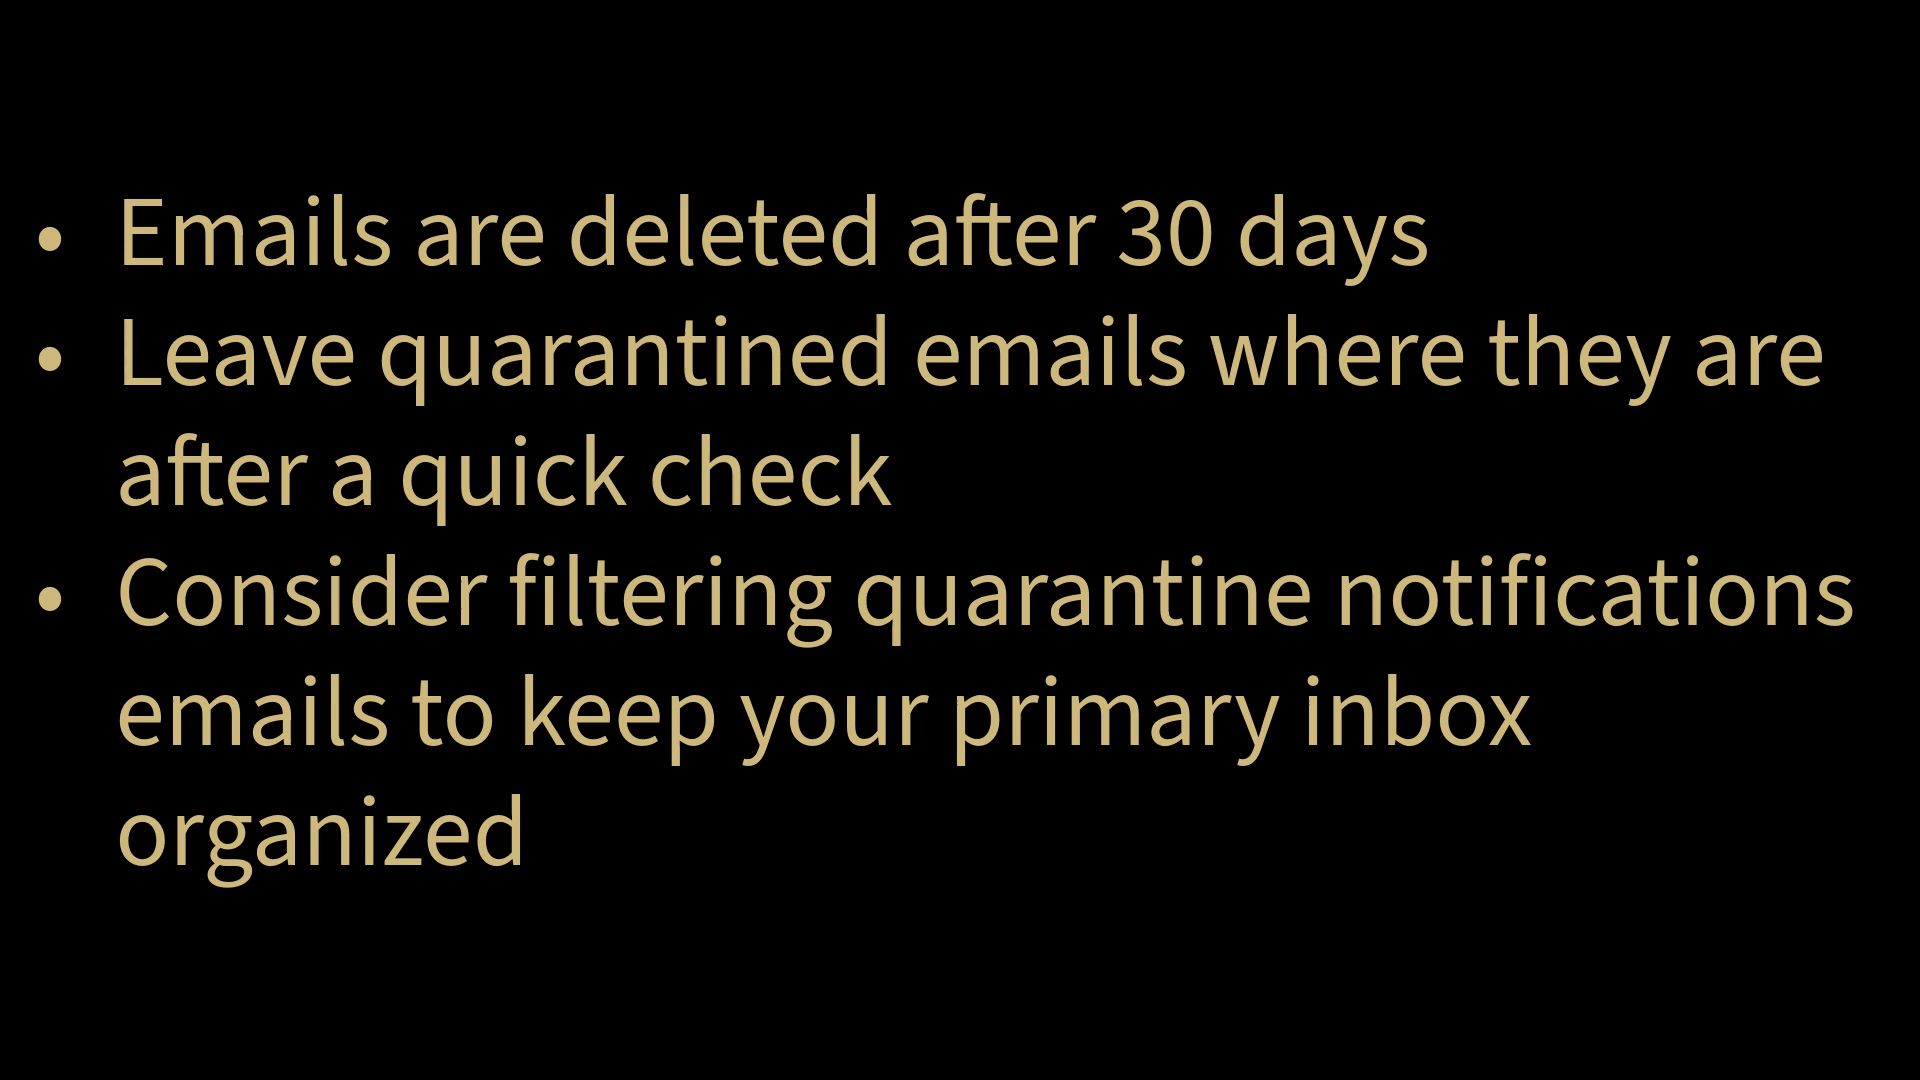 • Emails are deleted after 30 days
• Leave quarantined emails where they are
after a quick check
• Consider filtering quarantine notifications
emails to keep your primary inbox
organized